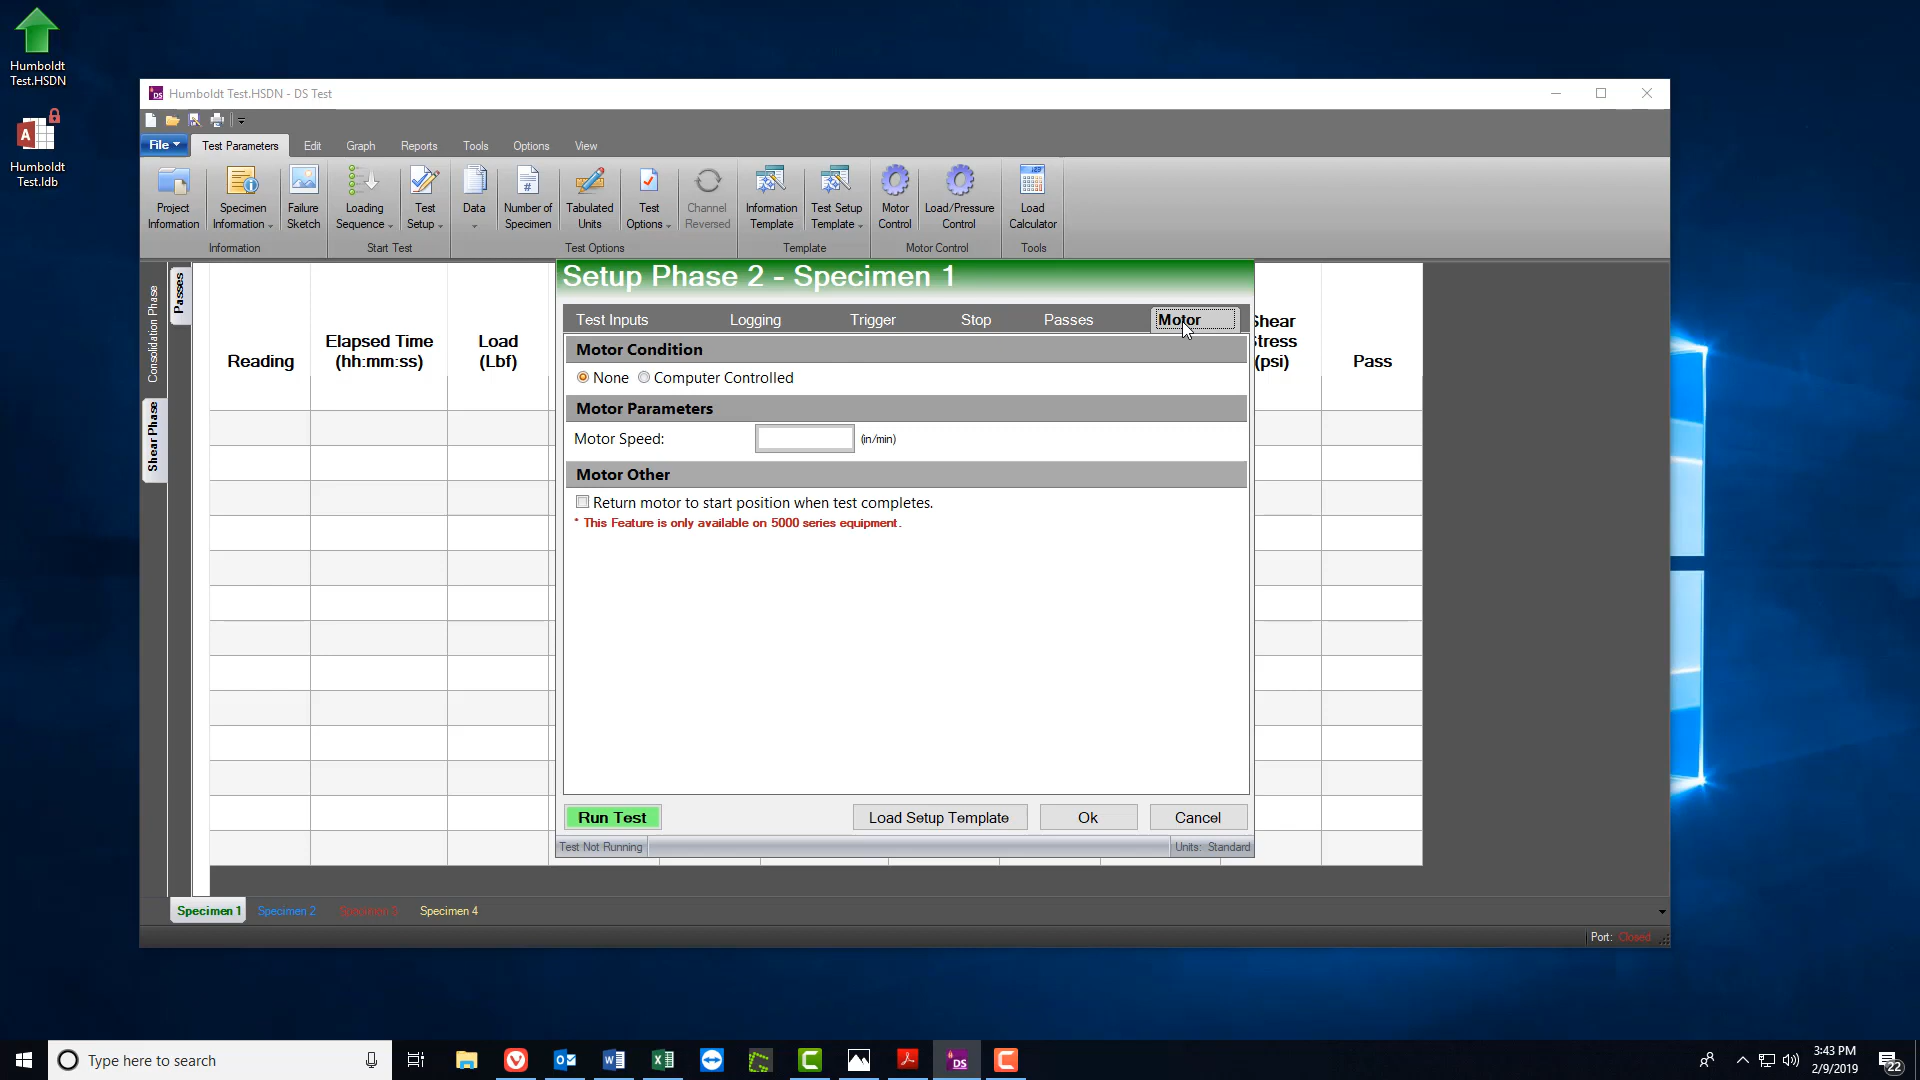 Humboldt
Test.HSDN
Humboldt
Test.ldb
Humboldt Test.HSDN - DS Test
File
Test Parameters
Edit
Graph
Reports
Tools
Options
View
Project
Information
Specimen
Information
Failure
Sketch
Loading
Sequence
Test
Setup
Data
Number of
Specimen
Tabulated
Units
Test
Options
Channel
Reversed
Information
Template
Test Setup
Template
Motor
Control
Load/Pressure
Control
Load
Calculator
Information
Start Test
Test Options
Template
Motor Control
Tools
Consolidation Phase
Shear Phase
Passes
Reading
Elapsed Time
(hh:mm:ss)
Load
(Lbf)
Stress
(psi)
Pass
Setup Phase 2 - Specimen 1
Test Inputs
Logging
Trigger
Stop
Passes
Motor
Motor Condition
None
Computer Controlled
Motor Parameters
Motor Speed:
(in/min)
Motor Other
Return motor to start position when test completes.
* This Feature is only available on 5000 series equipment.
Run Test
Load Setup Template
Ok
Cancel
Test Not Running
Units: Standard
Specimen 1
Specimen 2
Specimen 3
Specimen 4
Port: Closed
Type here to search
DS
3:43 PM
2/9/2019
22